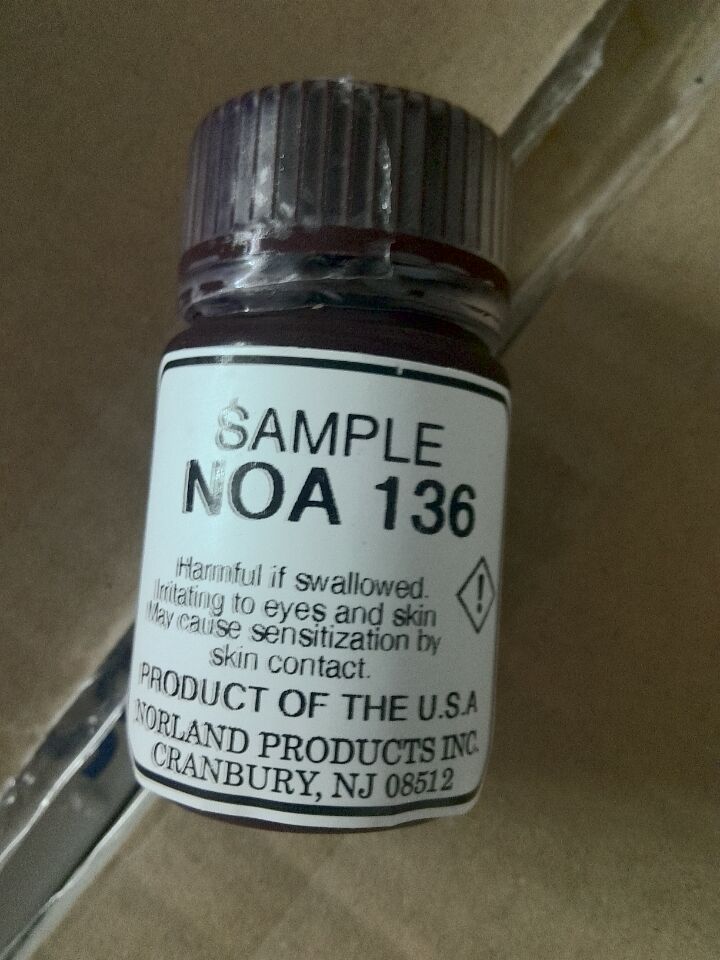 SAMPLE
NOA 136
Harmful if swallowed.
Irritating to eyes and skin
May cause sensitization by
skin contact.
PRODUCT OF THE U.S.A
NORLAND PRODUCTS INC.
CRANBURY, NJ 08512